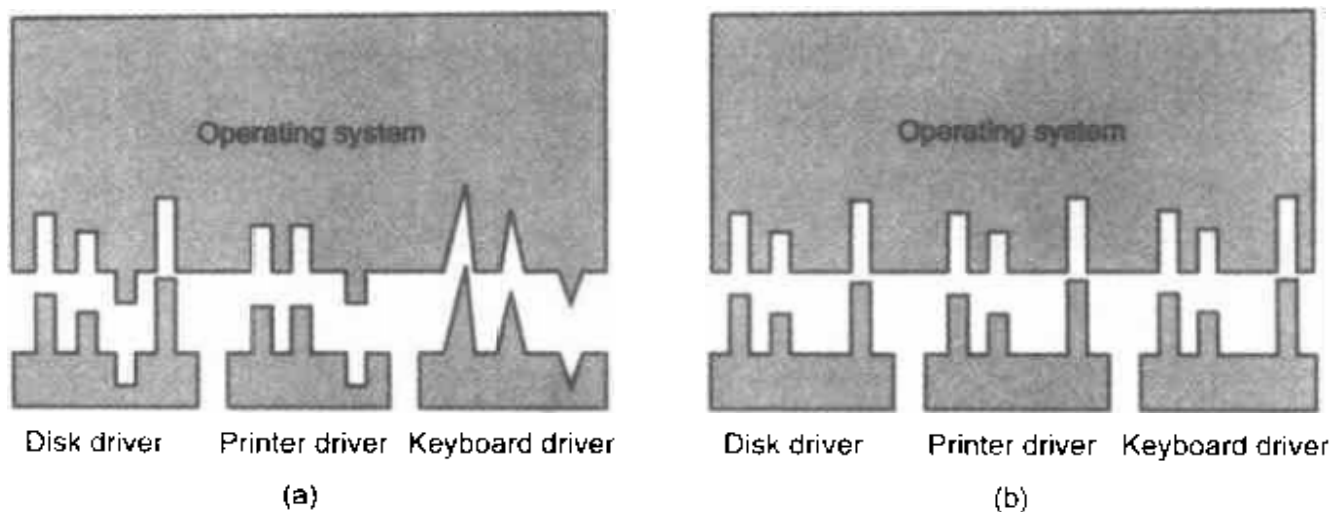 Operating system
Disk driver Printer driver Keyboard driver
(a)
Operating system
Disk driver Printer driver Keyboard driver
(b)